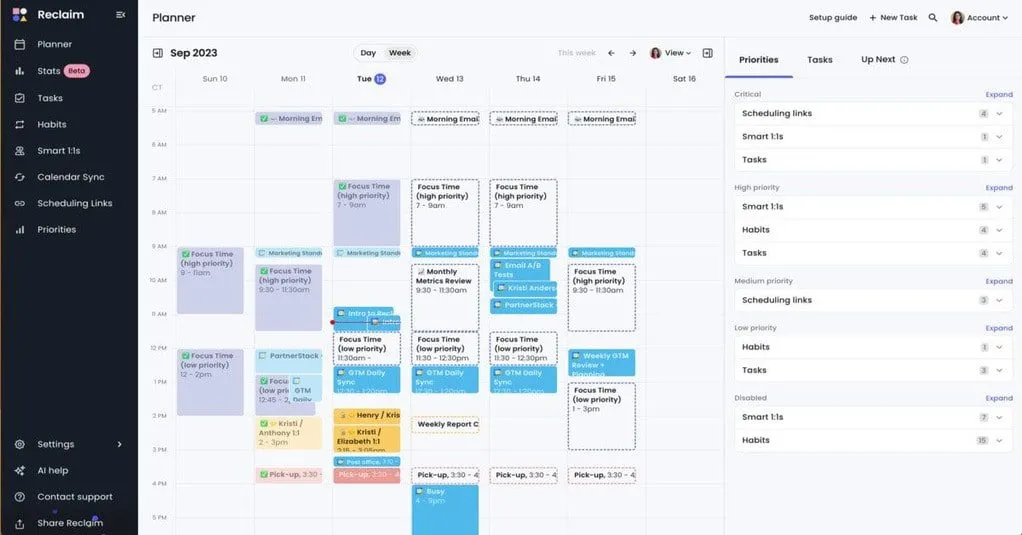 Reclaim
Planner
Stats Beta
Tasks
Habits
Smart 1:1s
Calendar Sync
Scheduling Links
Priorities
Settings
AI help
Contact support
Share Reclaim
Planner
Setup guide
+ New Task
Account
Sep 2023
Day Week
This week
View
CT
Sun 10
Mon 11
Tue 12
Wed 13
Thu 14
Fri 15
Sat 16
6 AM
7 AM
8 AM
9 AM
10 AM
11 AM
12 PM
2 PM
3 PM
4 PM
5 PM
Focus Time
(high priority)
9 - 11am
Focus Time
(low priority)
12 - 2pm
Morning Em
Marketing Stand
Focus Time
(high priority)
9:30 - 11:30am
PartnerStack
Focu
(low prio
12:45 - 2
GTM
Daily
Kristi /
Anthony 1:1
2 - 3pm
Pick-up, 3:30
Morning Em
Focus Time
(high priority)
7 - 9am
Marketing Stand
Intro to Recl
Intro
Focus Time
(low priority)
11:30am -
GTM Daily
Sync
12:30 - 1:20pm
Henry / Kris
Kristi /
Elizabeth 1:1
2:15 - 3:05pm
Post office, 3:10 -
Pick-up, 3:30 -
Morning Emai
Focus Time
(high priority)
7 - 9am
Marketing Stand
Monthly
Metrics Review
9:30 - 11:30am
Focus Time
(low priority)
11:30 - 12:30pm
GTM Daily
Sync
12:30 - 1:20pm
Weekly Report C
Pick-up, 3:30 - 4
Busy
4 - 9pm
Morning Emai
Focus Time
(high priority)
7 - 9am
Marketing Stand
Email A/B
Tests
Kristi Anders
PartnerStack
Focus Time
(low priority)
11:30 - 12:30pm
GTM Daily
Sync
12:30 - 1:20pm
Pick-up, 3:30 - 4
Morning Emai
Marketing Stand
Focus Time
(high priority)
9:30 - 11:30am
Weekly GTM
Review +
Planning
Focus Time
(low priority)
1 - 3pm
Pick-up, 3:30 - 4
Priorities
Tasks
Up Next
Critical Expand
Scheduling links 4
Smart 1:1s 1
Tasks 1
High priority Expand
Smart 1:1s 5
Habits 4
Tasks 4
Medium priority Expand
Scheduling links 3
Low priority Expand
Habits 1
Tasks 3
Disabled Expand
Smart 1:1s 7
Habits 15